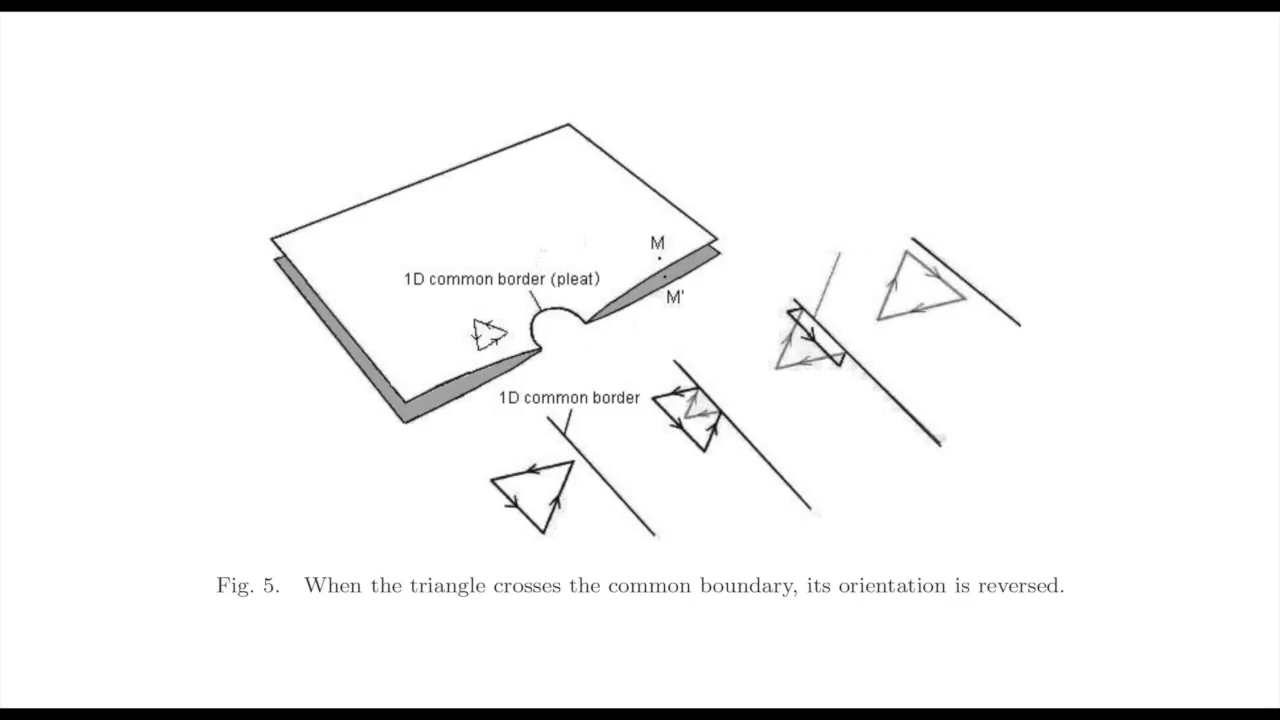 M
1D common border (pleat)
M'
1D common border
Fig. 5. When the triangle crosses the common boundary, its orientation is reversed.